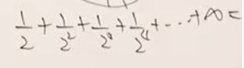 1/2 + 1/2² + 1/2³ + 1/2⁴ + ... + ∞ =